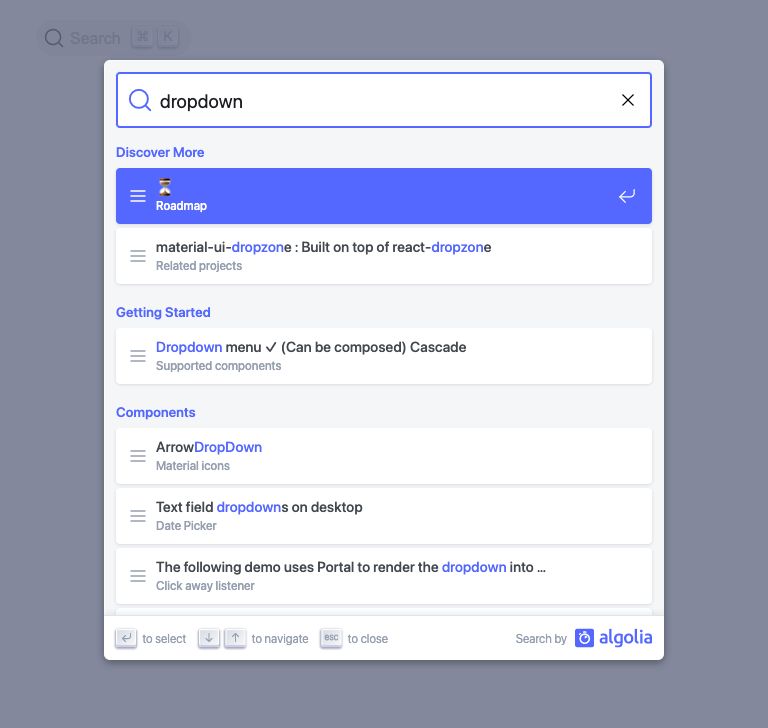 Search ⌘ K
dropdown
Discover More
⏳
Roadmap
material-ui-dropzone : Built on top of react-dropzone
Related projects
Getting Started
Dropdown menu ✓ (Can be composed) Cascade
Supported components
Components
ArrowDropDown
Material icons
Text field dropdowns on desktop
Date Picker
The following demo uses Portal to render the dropdown into ...
Click away listener
to select ↓ ↑ to navigate esc to close Search by algolia